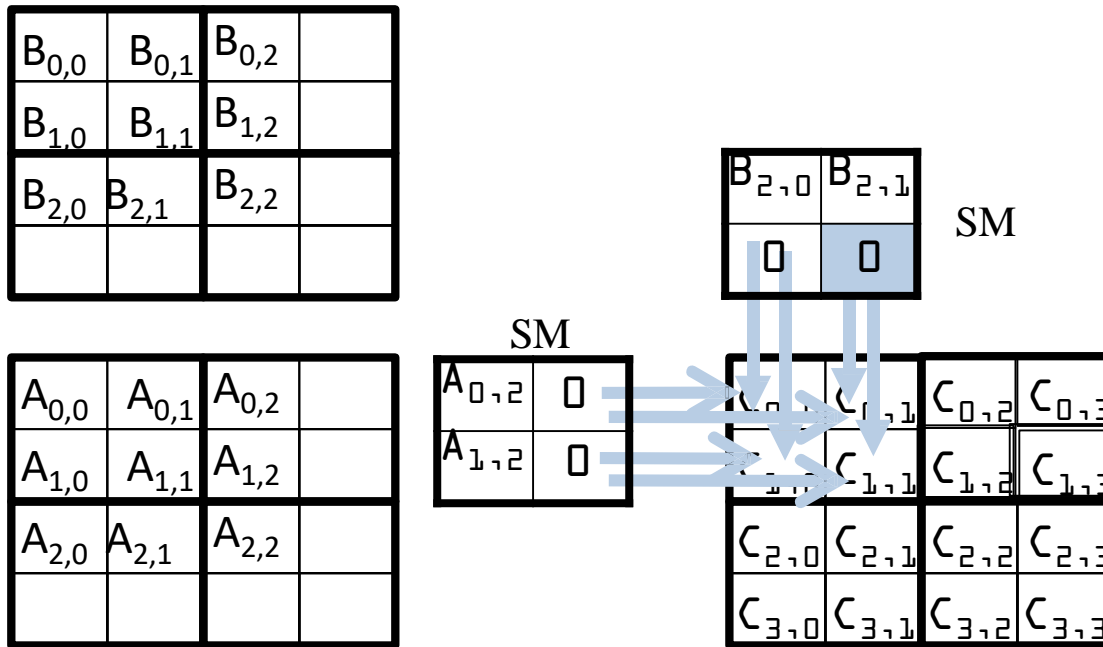 B0,0 B0,1 B0,2
B1,0 B1,1 B1,2
B2,0 B2,1 B2,2
B2,0 B2,1
0 0
SM
SM
A0,0 A0,1 A0,2
A1,0 A1,1 A1,2
A2,0 A2,1 A2,2
A0,2 0
A1,2 0
C0,1 C0,2 C0,3
C1,1 C1,2 C1,3
C2,0 C2,1 C2,2 C2,3
C3,0 C3,1 C3,2 C3,3